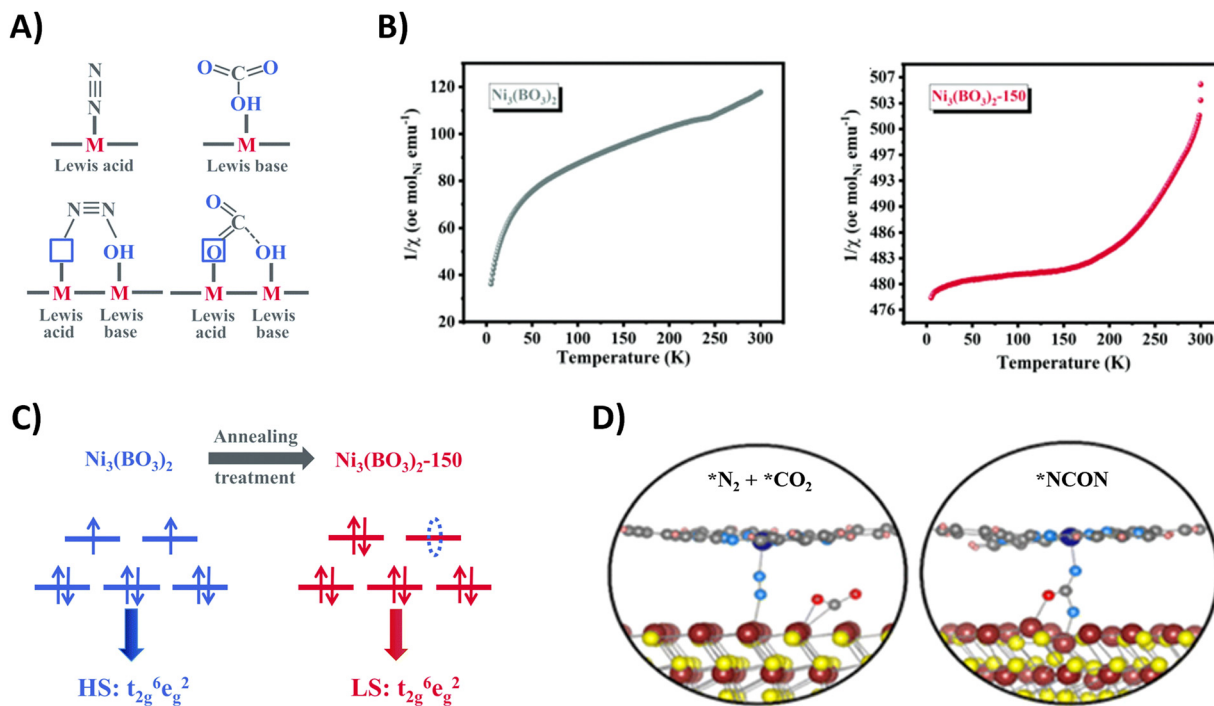 A)
N
≡
N
M
Lewis acid
O=C=O
OH
M
Lewis base
N≡N
OH
M M
Lewis acid
Lewis base
O
C
O
OH
M M
Lewis acid
Lewis base
B)
Ni₃(BO₃)₂
1/χ (oe mol_Ni emu⁻¹)
120
100
80
60
40
20
0 50 100 150 200 250 300
Temperature (K)
Ni₃(BO₃)₂-150
1/χ (oe mol_Ni emu⁻¹)
507
503
500
497
493
490
486
483
480
476
0 50 100 150 200 250 300
Temperature (K)
C)
Ni₃(BO₃)₂
Annealing
treatment
Ni₃(BO₃)₂-150
HS: t₂g⁶eg²
LS: t₂g⁶eg²
D)
*N₂ + *CO₂
*NCON